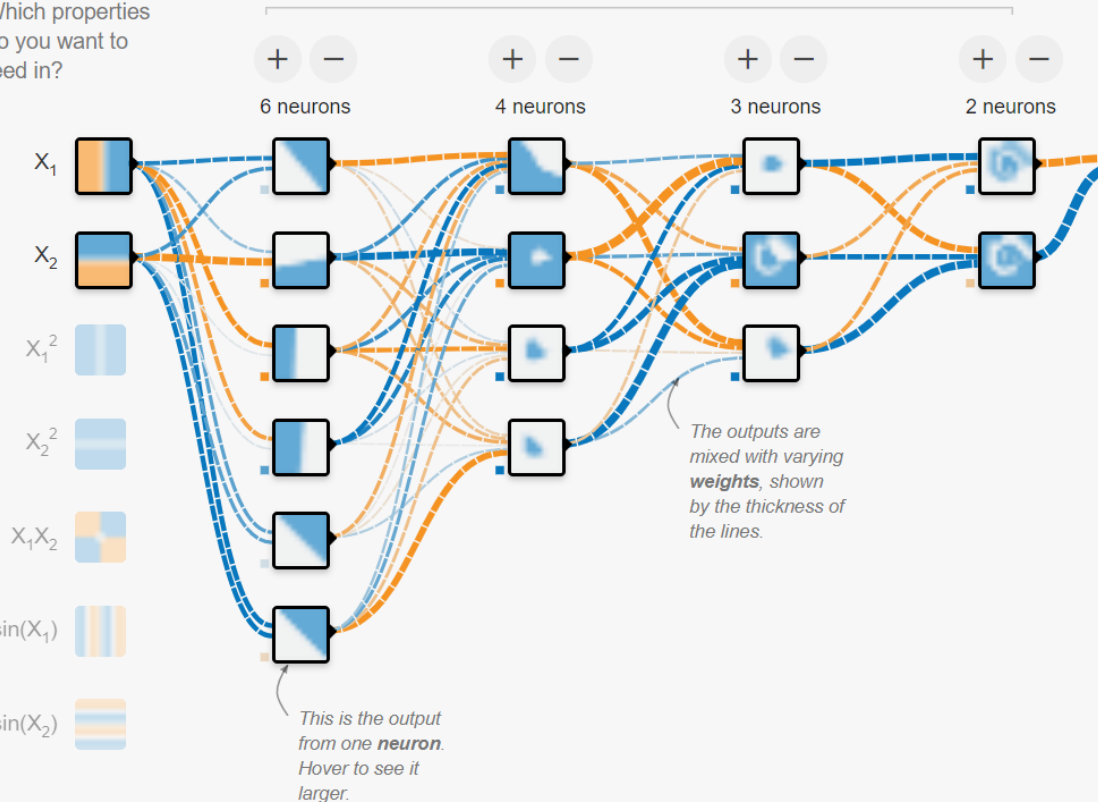 Which properties
do you want to
feed in?
+ − + − + − + −
6 neurons 4 neurons 3 neurons 2 neurons
X₁
X₂
X₁²
X₂²
X₁X₂
sin(X₁)
sin(X₂)
The outputs are
mixed with varying
weights, shown
by the thickness of
the lines.
This is the output
from one neuron.
Hover to see it
larger.